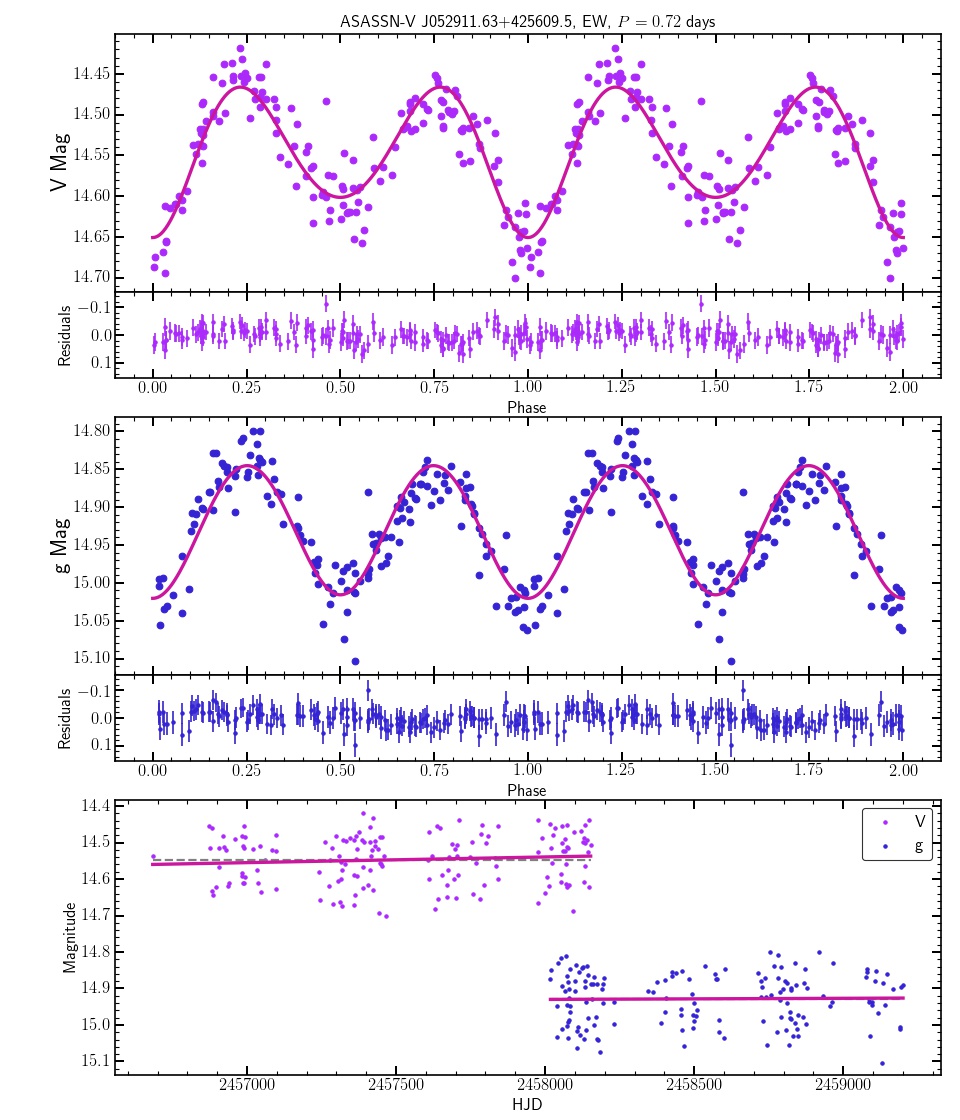 ASASSN-V J052911.63+425609.5, EW, P = 0.72 days
V Mag
14.45
14.50
14.55
14.60
14.65
14.70
Residuals
−0.1
0.0
0.1
0.00 0.25 0.50 0.75 1.00 1.25 1.50 1.75 2.00
Phase
g Mag
14.80
14.85
14.90
14.95
15.00
15.05
15.10
Residuals
−0.1
0.0
0.1
0.00 0.25 0.50 0.75 1.00 1.25 1.50 1.75 2.00
Phase
Magnitude
14.4
14.5
14.6
14.7
14.8
14.9
15.0
15.1
V
g
2457000 2457500 2458000 2458500 2459000
HJD